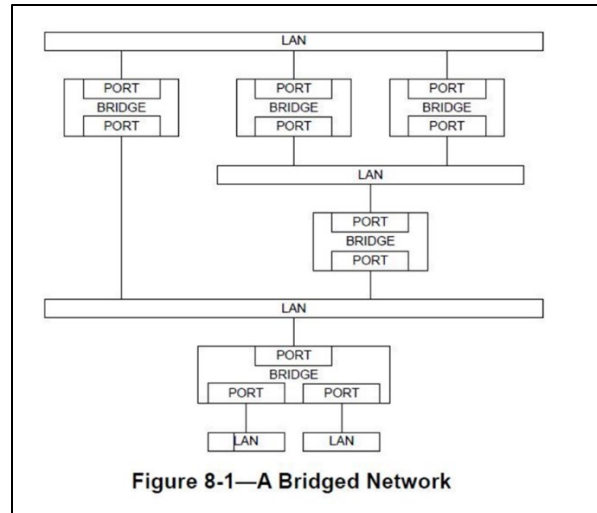 LAN
PORT PORT PORT
BRIDGE BRIDGE BRIDGE
PORT PORT PORT
LAN
PORT
BRIDGE
PORT
LAN
PORT
BRIDGE
PORT PORT
LAN LAN
Figure 8-1—A Bridged Network